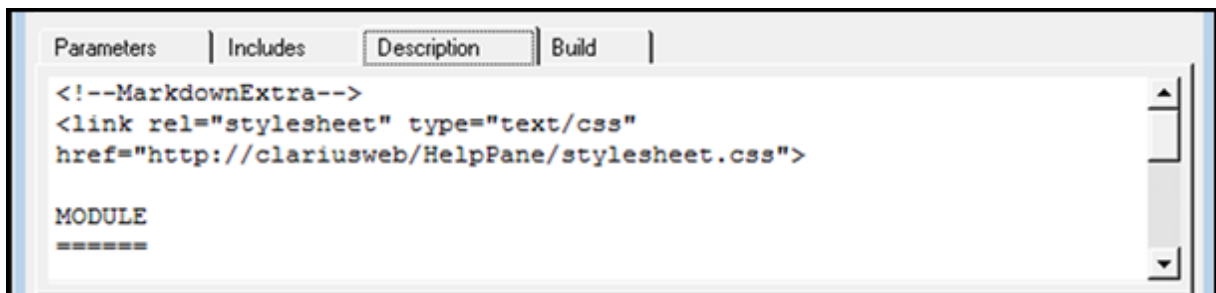 Parameters Includes Description Build
<!--MarkdownExtra-->
<link rel="stylesheet" type="text/css"
href="http://clariusweb/HelpPane/stylesheet.css">
MODULE
======